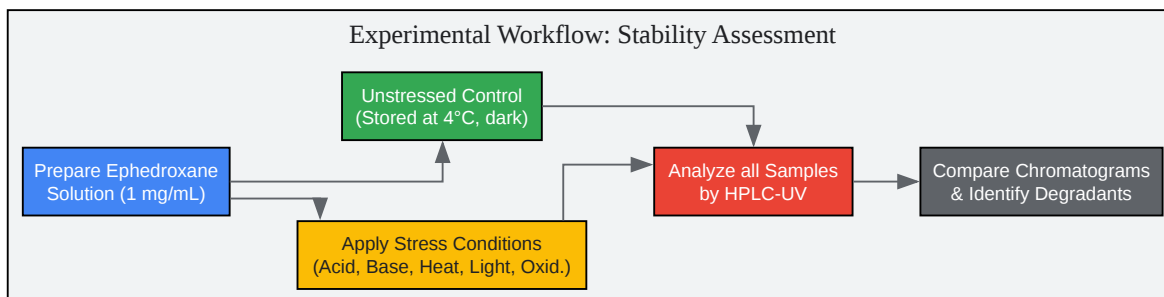 Experimental Workflow: Stability Assessment
Unstressed Control
(Stored at 4°C, dark)
Prepare Ephedroxane
Solution (1 mg/mL)
Analyze all Samples
by HPLC-UV
Compare Chromatograms
& Identify Degradants
Apply Stress Conditions
(Acid, Base, Heat, Light, Oxid.)